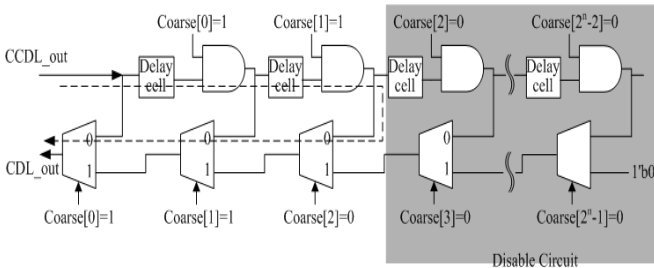 Coarse[0]=1 Coarse[1]=1 Coarse[2]=0 Coarse[2ⁿ-2]=0
CCDL_out
Delay cell
Delay cell
Delay cell
Delay cell
0
1
0
1
0
1
0
1
CDL_out
1'b0
Coarse[0]=1 Coarse[1]=1 Coarse[2]=0 Coarse[3]=0 Coarse[2ⁿ-1]=0
Disable Circuit